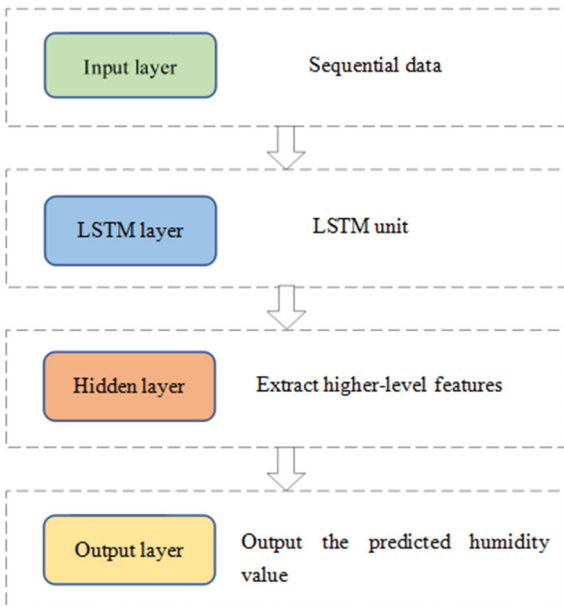 Input layer
Sequential data
LSTM layer
LSTM unit
Hidden layer
Extract higher-level features
Output layer
Output the predicted humidity
value